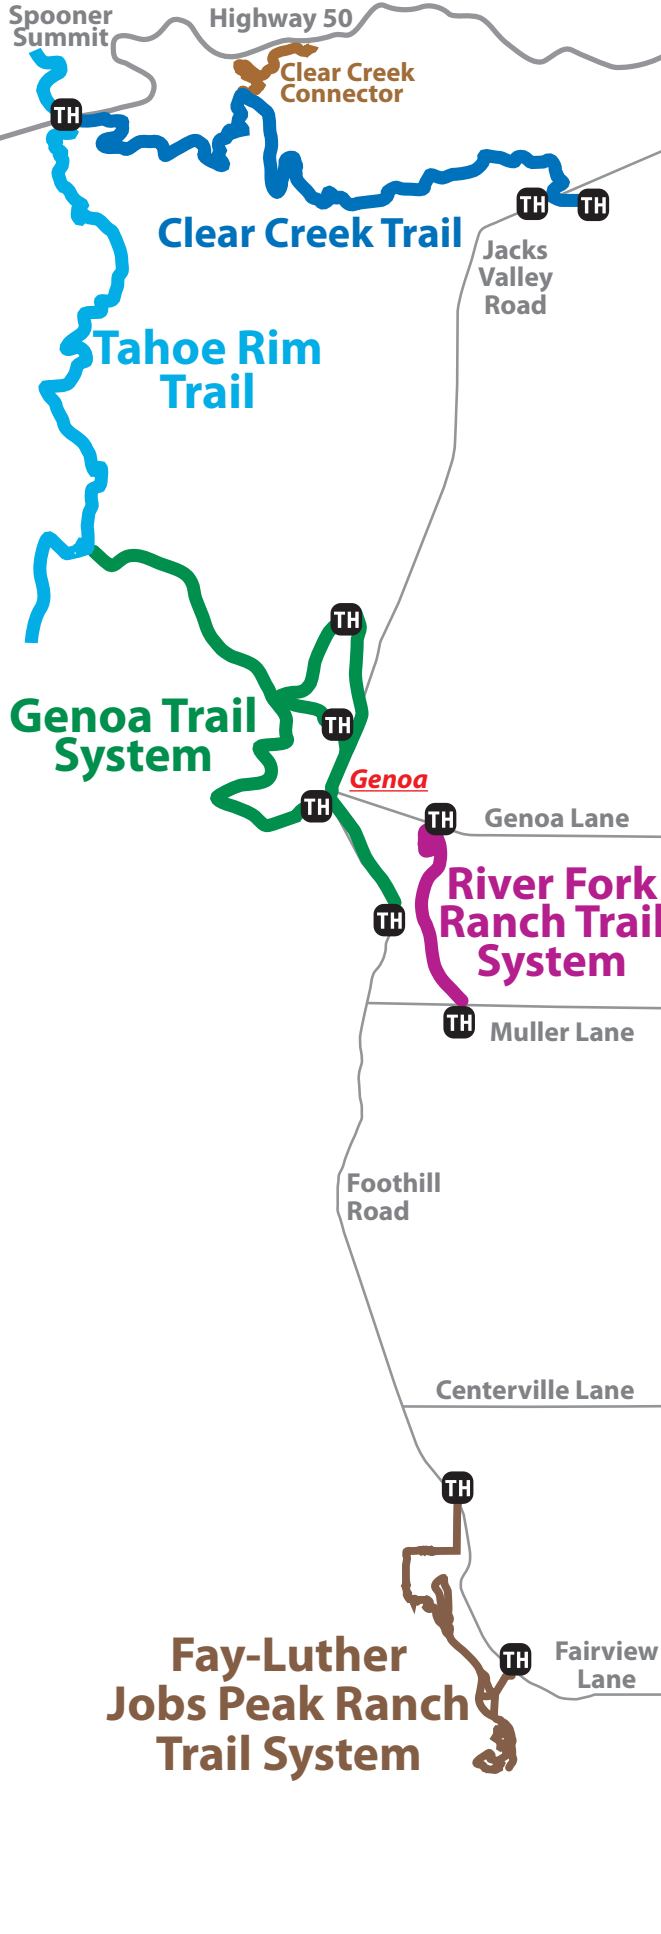 Spooner
Summit
Highway 50
Clear Creek
Connector
TH
Clear Creek Trail
TH
TH
Jacks
Valley
Road
Tahoe Rim
Trail
TH
Genoa Trail
System
TH
Genoa
TH
TH
Genoa Lane
River Fork
Ranch Trail
System
TH
TH
Muller Lane
Foothill
Road
Centerville Lane
TH
Fay-Luther
Jobs Peak Ranch
Trail System
TH
Fairview
Lane